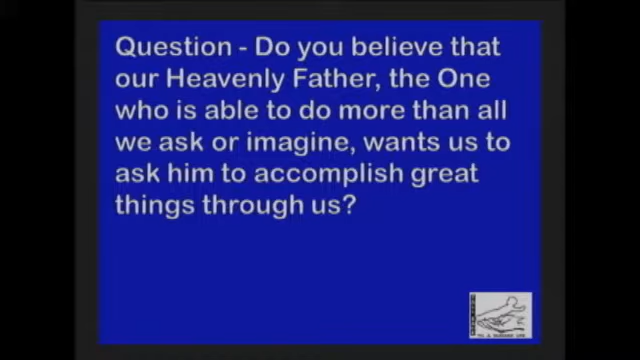 Question - Do you believe that
our Heavenly Father, the One
who is able to do more than all
we ask or imagine, wants us to
ask him to accomplish great
things through us?